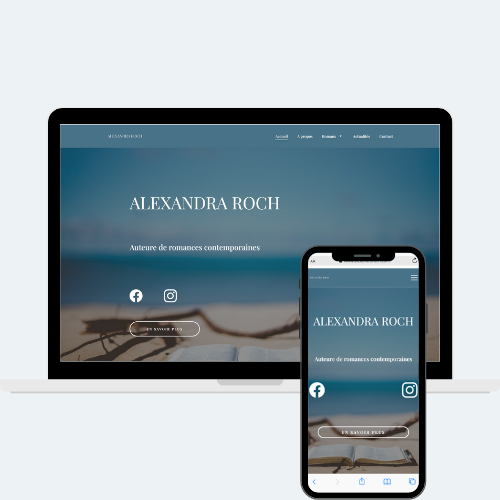 ALEXANDRA ROCH
Accueil À propos Romans Actualités Contact
ALEXANDRA ROCH
Auteure de romances contemporaines
EN SAVOIR PLUS
ALEXANDRA ROCH
Auteure de romances contemporaines
EN SAVOIR PLUS